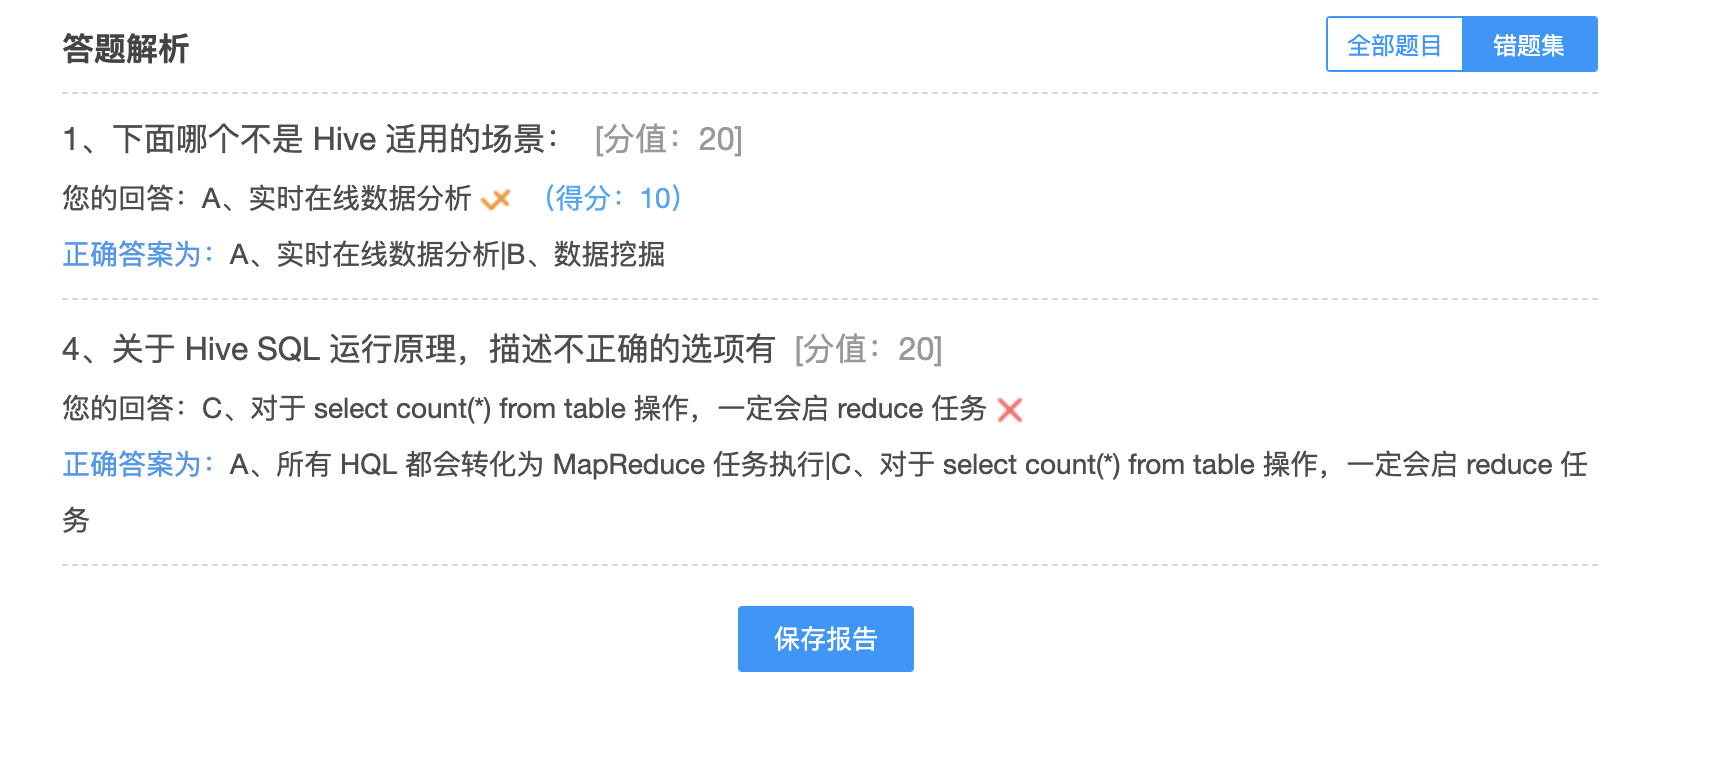 答题解析
全部题目 错题集
1、下面哪个不是 Hive 适用的场景： [分值：20]
您的回答：A、实时在线数据分析 （得分：10）
正确答案为：A、实时在线数据分析|B、数据挖掘
4、关于 Hive SQL 运行原理，描述不正确的选项有 [分值：20]
您的回答：C、对于 select count(*) from table 操作，一定会启 reduce 任务
正确答案为：A、所有 HQL 都会转化为 MapReduce 任务执行|C、对于 select count(*) from table 操作，一定会启 reduce 任
务
保存报告